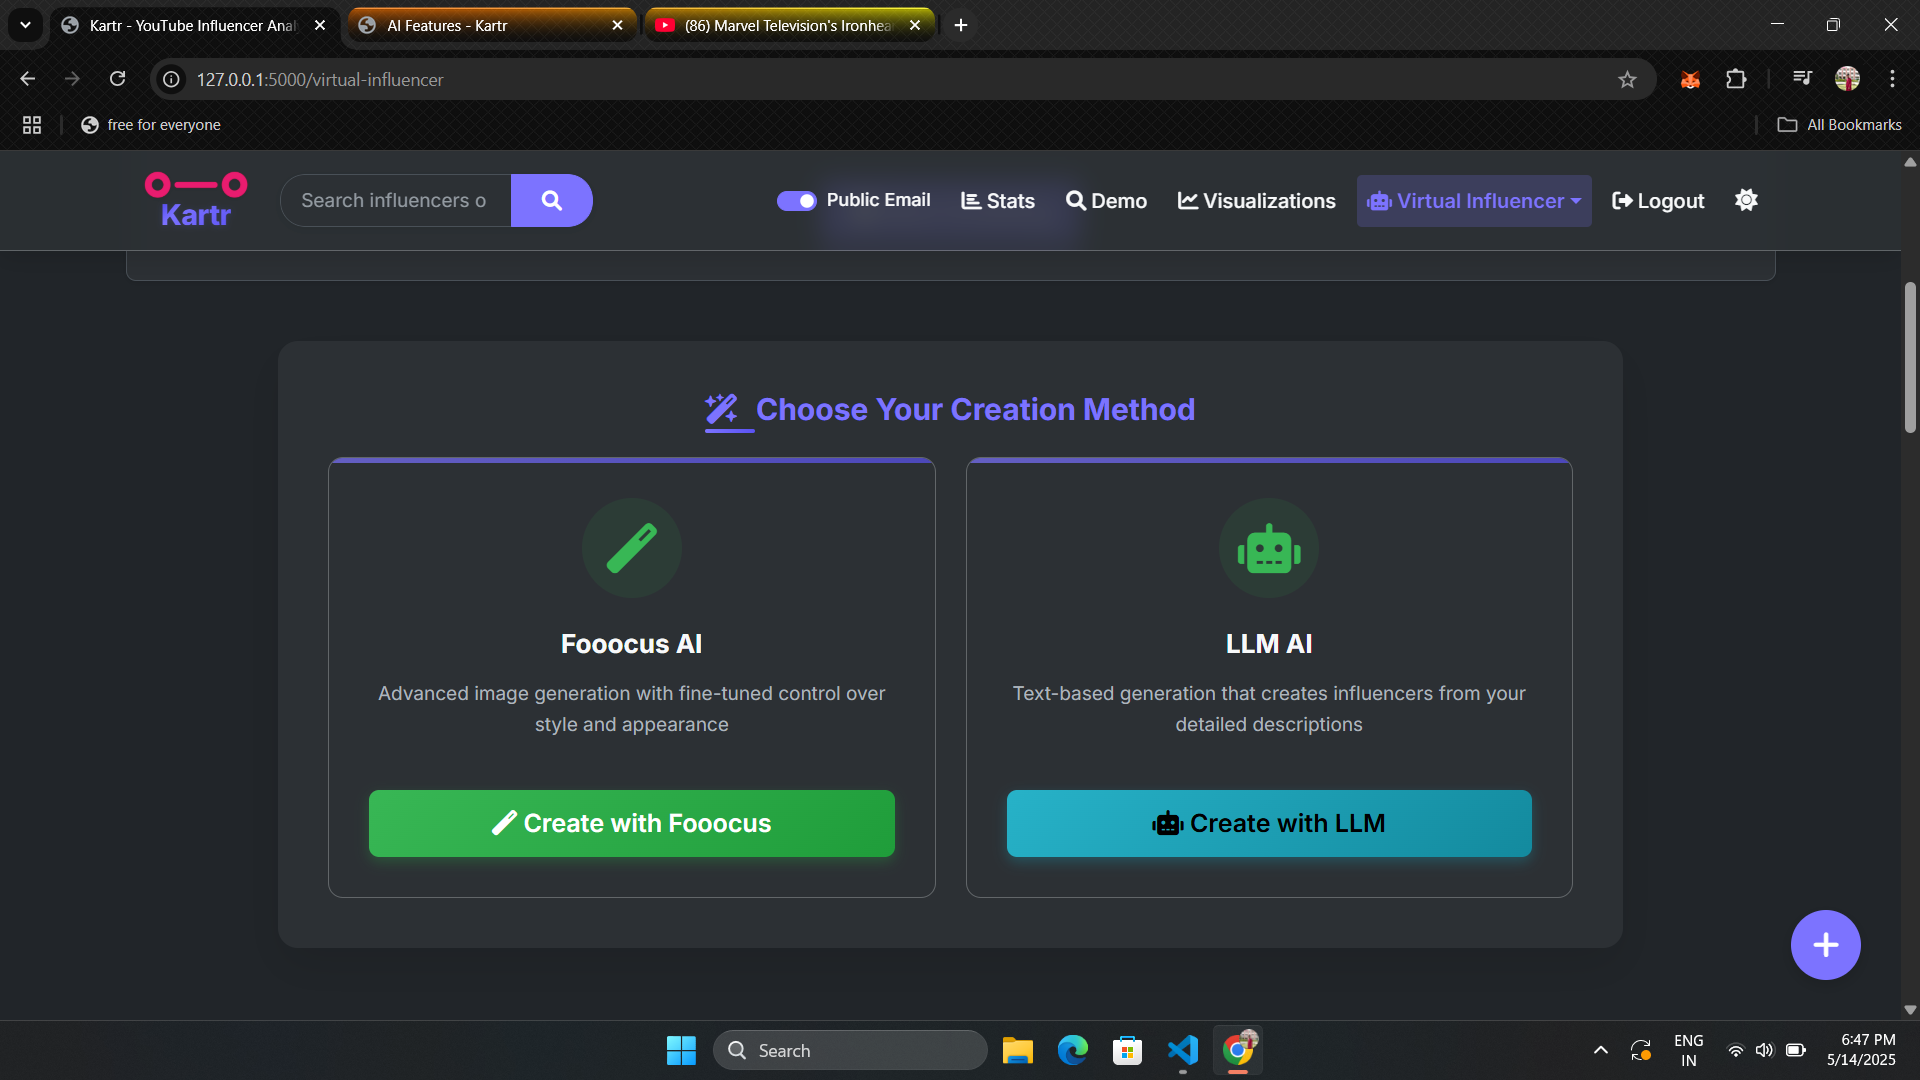 Kartr - YouTube Influencer Anal
AI Features - Kartr
(86) Marvel Television's Ironhea
127.0.0.1:5000/virtual-influencer
free for everyone
All Bookmarks
Kartr
Search influencers o
Public Email
Stats
Demo
Visualizations
Virtual Influencer
Logout
Choose Your Creation Method
Fooocus AI
Advanced image generation with fine-tuned control over
style and appearance
Create with Fooocus
LLM AI
Text-based generation that creates influencers from your
detailed descriptions
Create with LLM
Search
ENG
IN
6:47 PM
5/14/2025